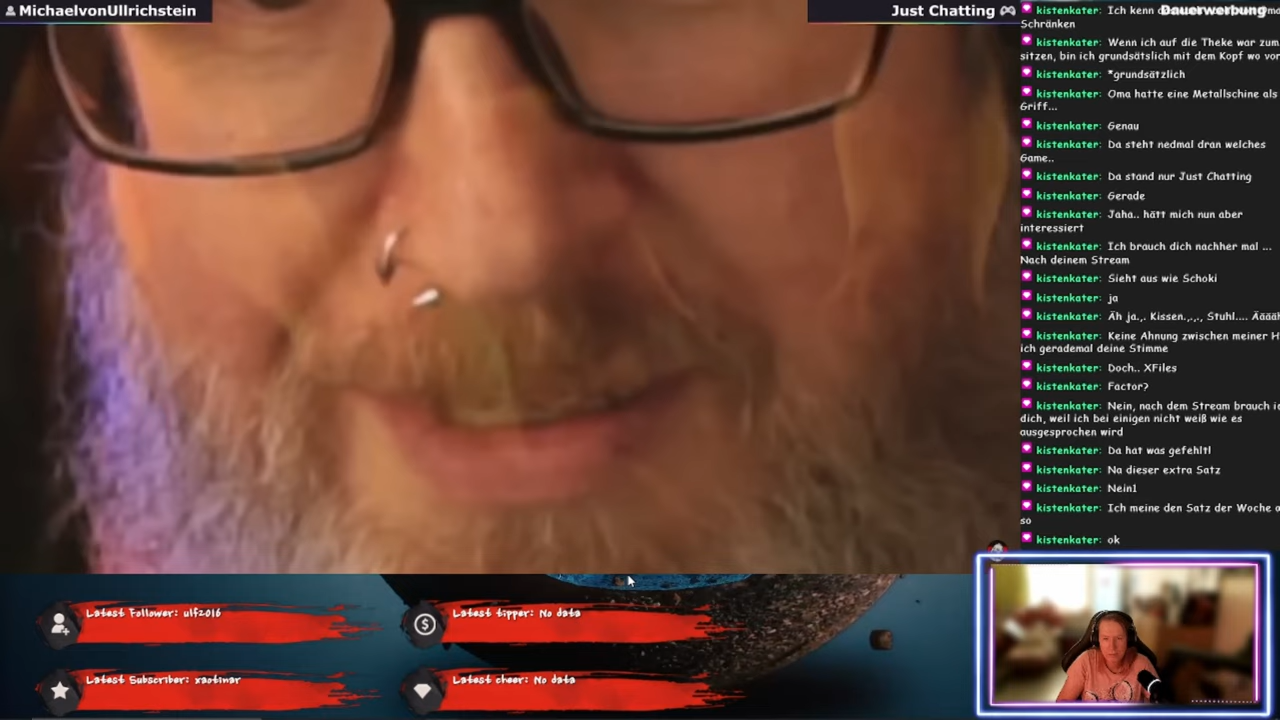 MichaelvonUllrichstein
Just Chatting
Dauerwerbung
kistenkater: Ich kenn
Schränken
kistenkater: Wenn ich auf die Theke war zum
sitzen, bin ich grundsätslich mit dem Kopf wo
kistenkater: *grundsätzlich
kistenkater: Oma hatte eine Metallschine als
Griff...
kistenkater: Genau
kistenkater: Da steht nedmal dran welches
Game..
kistenkater: Da stand nur Just Chatting
kistenkater: Gerade
kistenkater: Jaha.. hätt mich nun aber
interessiert
kistenkater: Ich brauch dich nachher mal ...
Nach deinem Stream
kistenkater: Sieht aus wie Schoki
kistenkater: ja
kistenkater: Äh ja.,. Kissen.,.,. Stuhl....
kistenkater: Keine Ahnung zwischen meiner
ich gerademal deine Stimme
kistenkater: Doch.. XFiles
kistenkater: Factor?
kistenkater: Nein, nach dem Stream brauch
dich, weil ich bei einigen nicht weiß wie es
ausgesprochen wird
kistenkater: Da hat was gefehlt!
kistenkater: Na dieser extra Satz
kistenkater: Nein1
kistenkater: Ich meine den Satz der Woche
so
kistenkater: ok
Latest Follower: ulf2016
Latest tipper: No data
Latest Subscriber: xaotinar
Latest cheer: No data